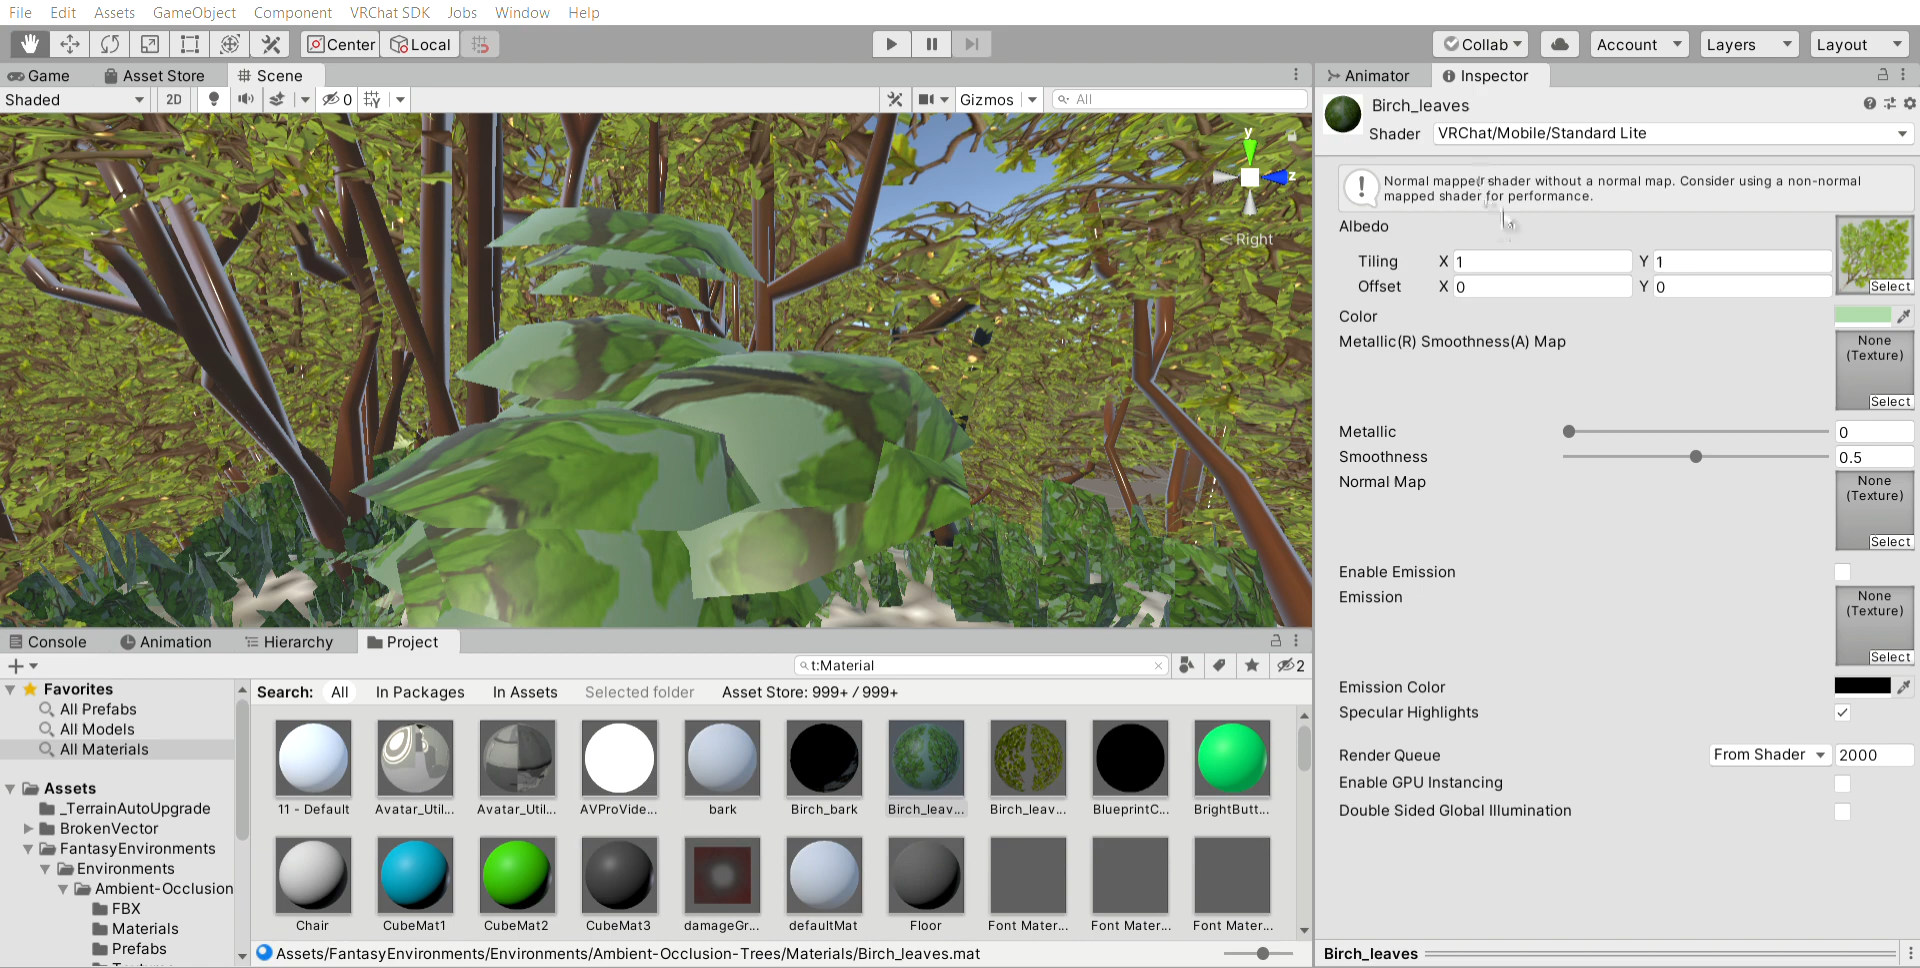 File Edit Assets GameObject Component VRChat SDK Jobs Window Help
Center Local Collab Account Layers Layout
Game Asset Store Scene
Shaded 2D 0 Gizmos All
y
z
Right
Animator Inspector
Birch_leaves
Shader VRChat/Mobile/Standard Lite
Normal mapped shader without a normal map. Consider using a non-normal
mapped shader for performance.
Albedo
Tiling X 1 Y 1
Offset X 0 Y 0
Select
Color
Metallic(R) Smoothness(A) Map
None
(Texture)
Select
Metallic 0
Smoothness 0.5
Normal Map
None
(Texture)
Select
Enable Emission
Emission
None
(Texture)
Select
Emission Color
Specular Highlights
Render Queue From Shader 2000
Enable GPU Instancing
Double Sided Global Illumination
Birch_leaves
Console Animation Hierarchy Project
t:Material 2
Favorites
All Prefabs
All Models
All Materials
Assets
_TerrainAutoUpgrade
BrokenVector
FantasyEnvironments
Environments
Ambient-Occlusion
FBX
Materials
Prefabs
Search: All In Packages In Assets Selected folder Asset Store: 999+ / 999+
11 - Default Avatar_Util... Avatar_Util... AVProVide... bark Birch_bark Birch_leav... Birch_leav... BlueprintC... BrightButt...
Chair CubeMat1 CubeMat2 CubeMat3 damageGr... defaultMat Floor Font Mater... Font Mater... Font Mater...
Assets/FantasyEnvironments/Environments/Ambient-Occlusion-Trees/Materials/Birch_leaves.mat